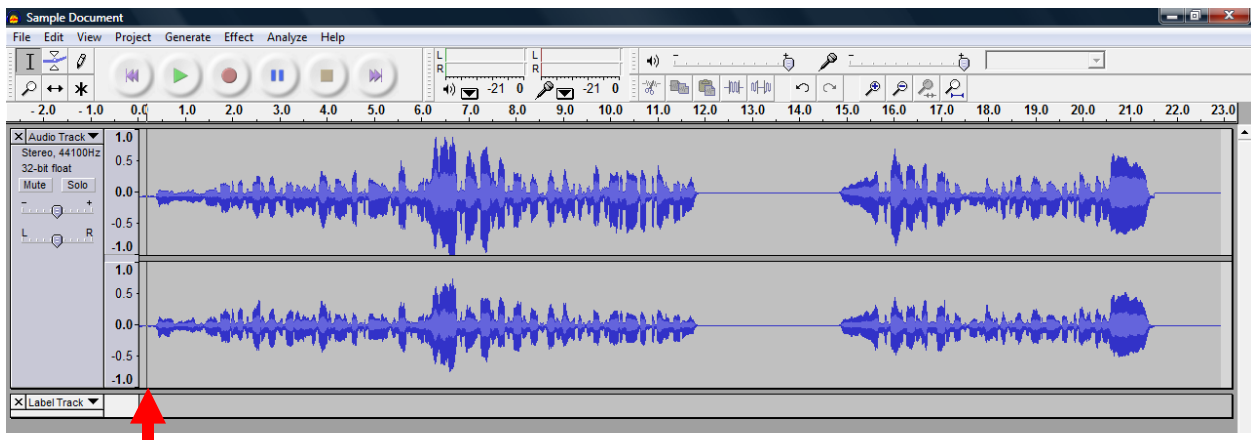 Sample Document
File Edit View Project Generate Effect Analyze Help
L
R
-21 0
L
R
-21 0
- +
- +
- 2.0 - 1.0 0.0 1.0 2.0 3.0 4.0 5.0 6.0 7.0 8.0 9.0 10.0 11.0 12.0 13.0 14.0 15.0 16.0 17.0 18.0 19.0 20.0 21.0 22.0 23.0
X Audio Track
Stereo, 44100Hz
32-bit float
Mute Solo
- +
L R
1.0
0.5
0.0
-0.5
-1.0
1.0
0.5
0.0
-0.5
-1.0
X Label Track